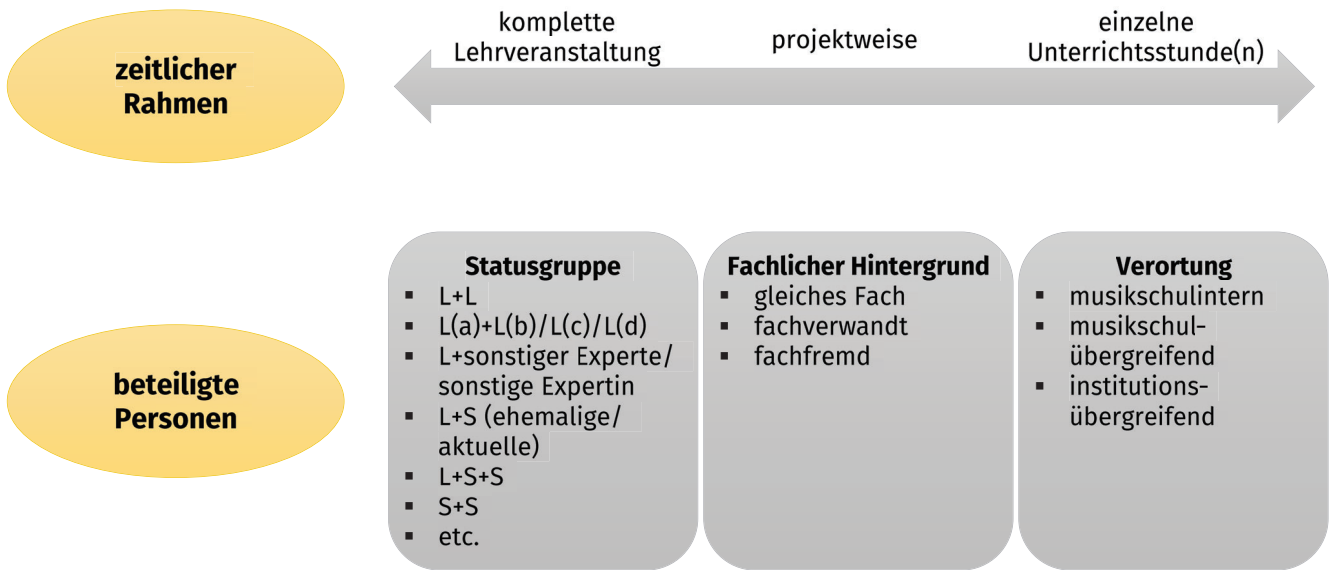 zeitlicher
Rahmen
komplette
Lehrveranstaltung
projektweise
einzelne
Unterrichtsstunde(n)
beteiligte
Personen
Statusgruppe
▪ L+L
▪ L(a)+L(b)/L(c)/L(d)
▪ L+sonstiger Experte/
sonstige Expertin
▪ L+S (ehemalige/
aktuelle)
▪ L+S+S
▪ S+S
▪ etc.
Fachlicher Hintergrund
▪ gleiches Fach
▪ fachverwandt
▪ fachfremd
Verortung
▪ musikschulintern
▪ musikschul-
übergreifend
▪ institutions-
übergreifend